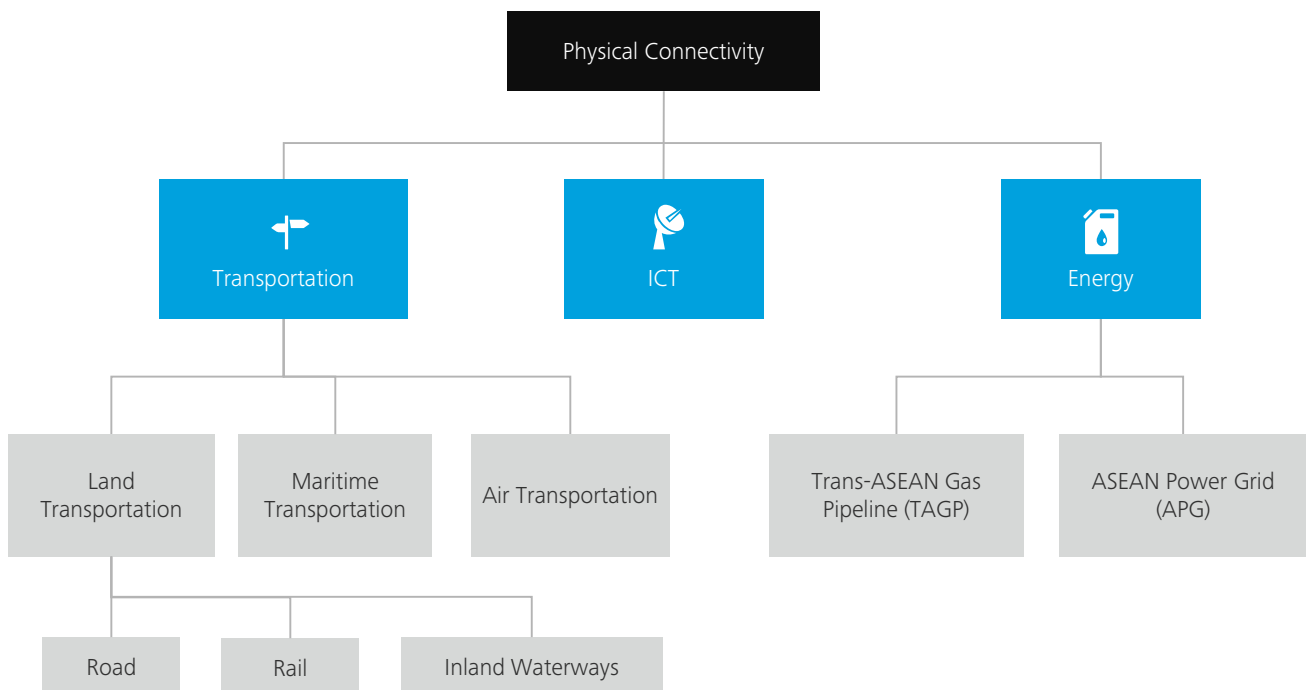 Physical Connectivity
Transportation
ICT
Energy
Land
Transportation
Maritime
Transportation
Air Transportation
Trans-ASEAN Gas
Pipeline (TAGP)
ASEAN Power Grid
(APG)
Road
Rail
Inland Waterways